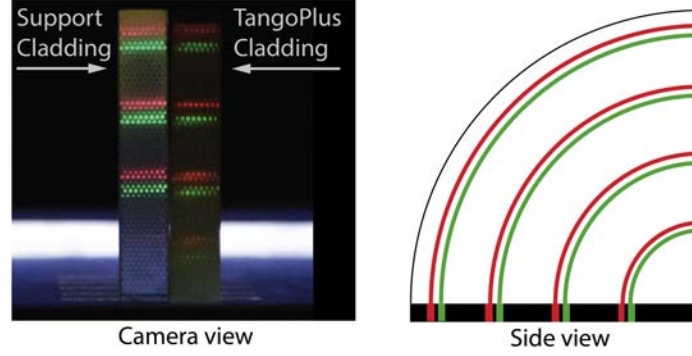 Support
Cladding
TangoPlus
Cladding
Camera view
Side view